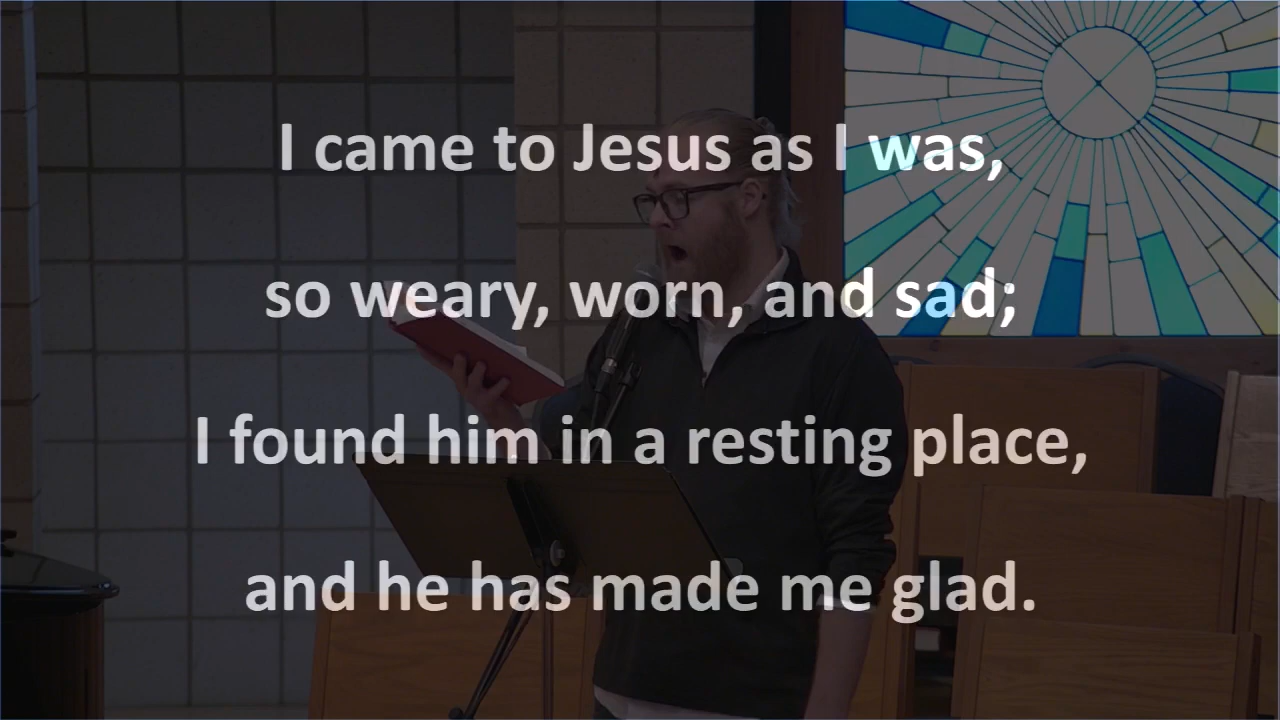 I came to Jesus as I was,
so weary, worn, and sad;
I found him in a resting place,
and he has made me glad.